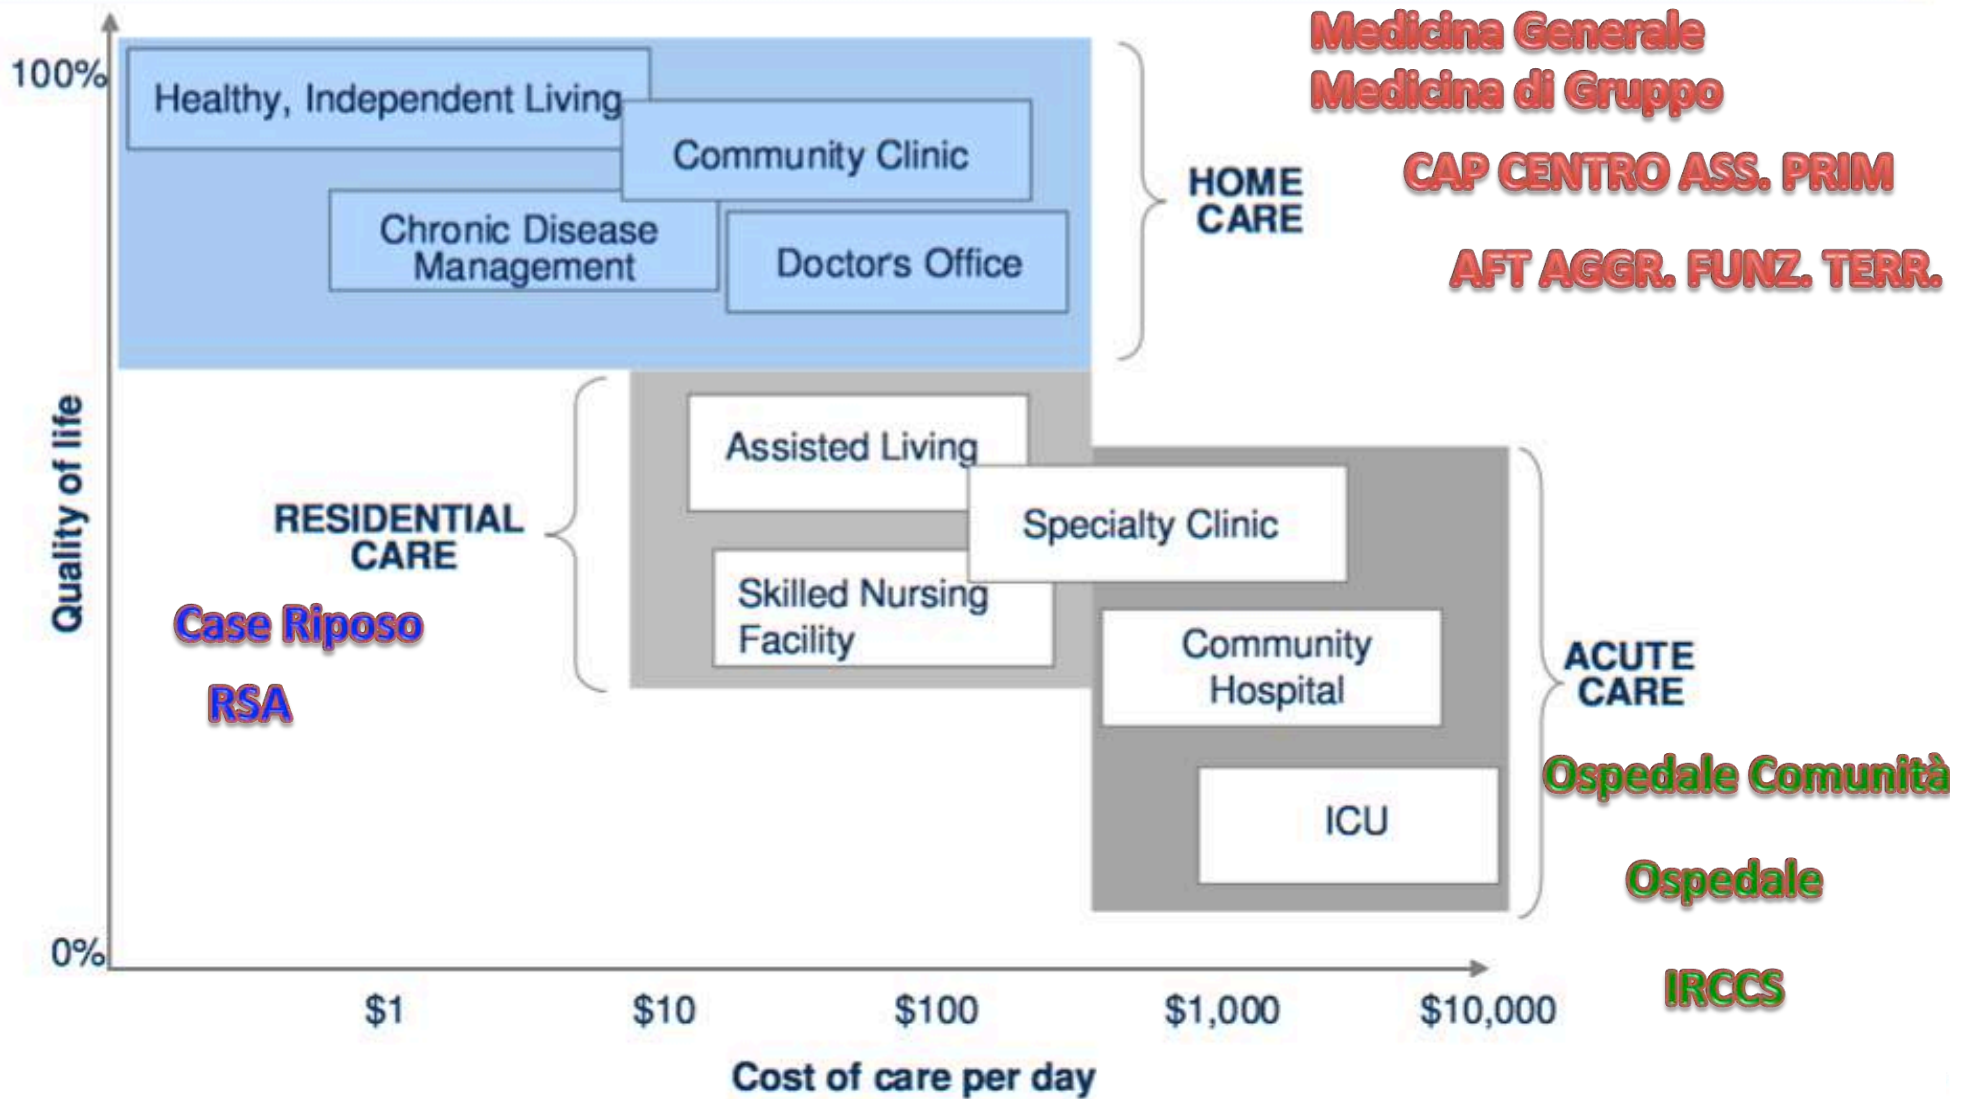 Medicina Generale
Medicina di Gruppo
CAP CENTRO ASS. PRIM
AFT AGGR. FUNZ. TERR.
100%
Healthy, Independent Living
Community Clinic
Chronic Disease
Management
Doctor's Office
HOME
CARE
Quality of life
RESIDENTIAL
CARE
Case Riposo
RSA
Assisted Living
Specialty Clinic
Skilled Nursing
Facility
Community
Hospital
ICU
ACUTE
CARE
Ospedale Comunità
Ospedale
IRCCS
0%
$1
$10
$100
$1,000
$10,000
Cost of care per day